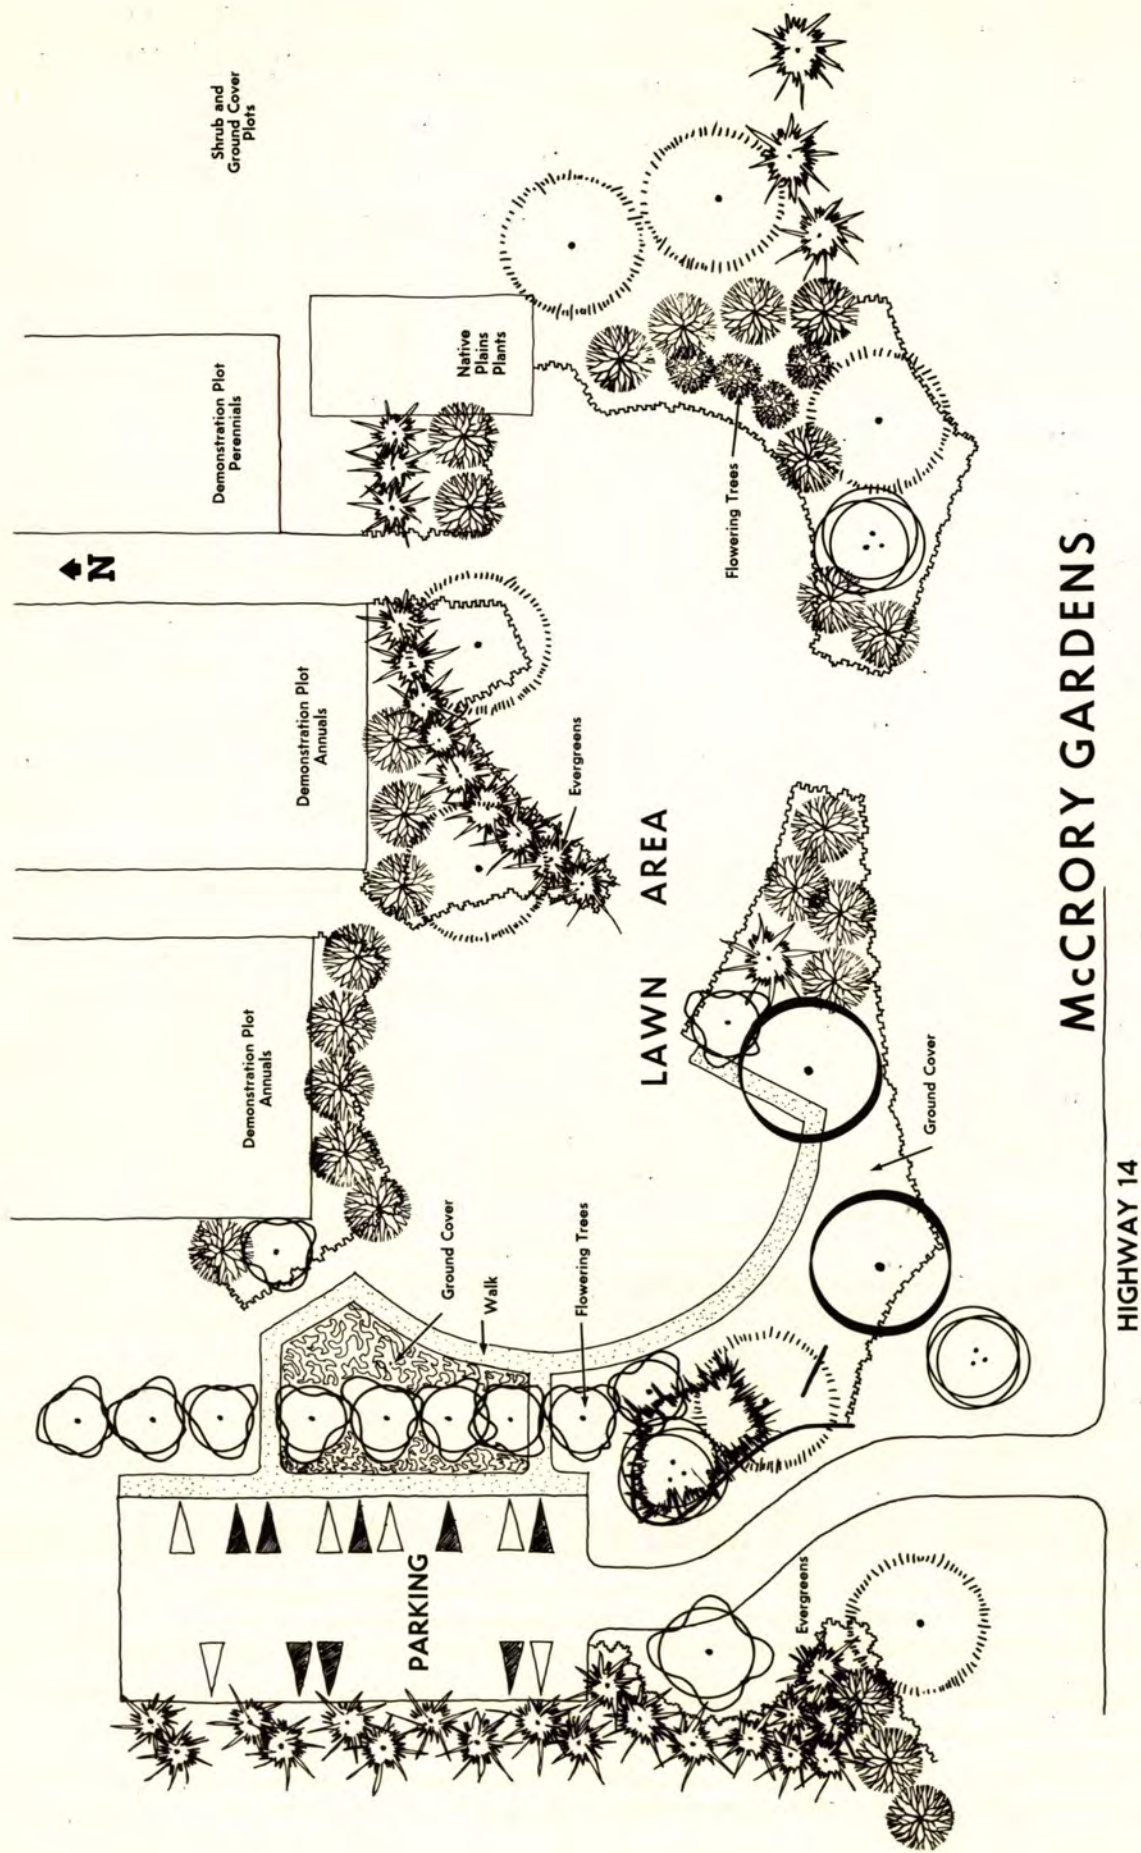 Shrub and
Ground Cover
Plots
Demonstration Plot
Perennials
Native
Plains
Plants
N
Demonstration Plot
Annuals
Demonstration Plot
Annuals
Flowering Trees
Evergreens
LAWN AREA
Ground Cover
Walk
Flowering Trees
Ground Cover
PARKING
Evergreens
McCRORY GARDENS
HIGHWAY 14